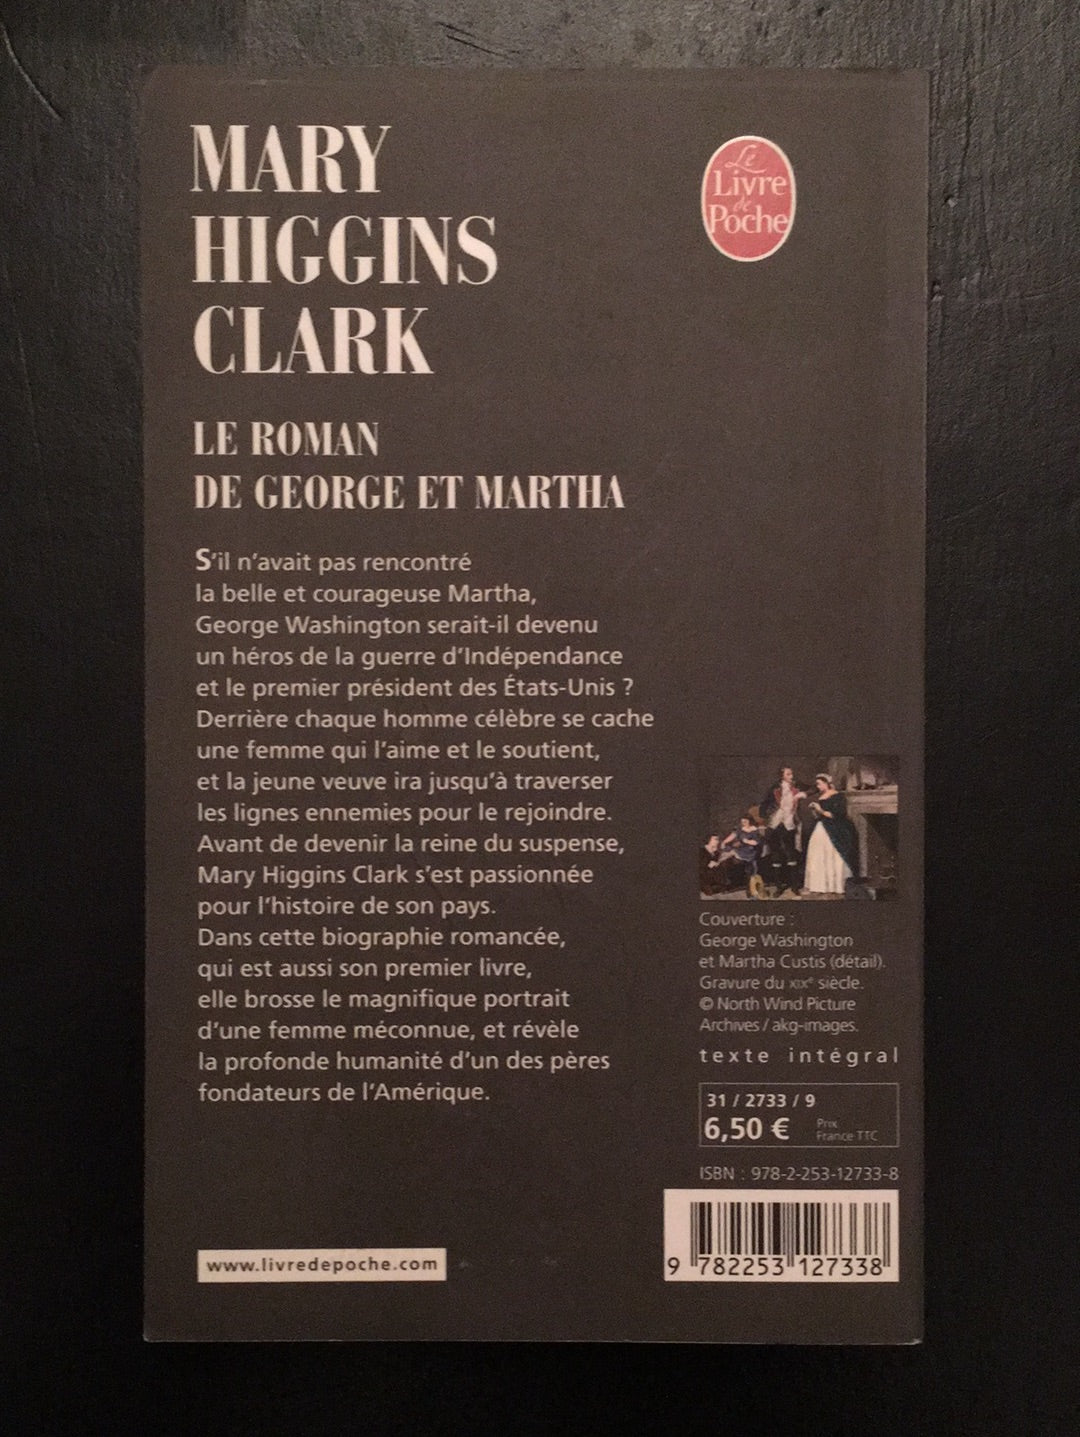 MARY
HIGGINS
CLARK
Le
Livre
de
Poche
LE ROMAN
DE GEORGE ET MARTHA
S'il n'avait pas rencontré
la belle et courageuse Martha,
George Washington serait-il devenu
un héros de la guerre d'Indépendance
et le premier président des États-Unis ?
Derrière chaque homme célèbre se cache
une femme qui l'aime et le soutient,
et la jeune veuve ira jusqu'à traverser
les lignes ennemies pour le rejoindre.
Avant de devenir la reine du suspense,
Mary Higgins Clark s'est passionnée
pour l'histoire de son pays.
Dans cette biographie romancée,
qui est aussi son premier livre,
elle brosse le magnifique portrait
d'une femme méconnue, et révèle
la profonde humanité d'un des pères
fondateurs de l'Amérique.
Couverture :
George Washington
et Martha Custis (détail).
Gravure du XIXe siècle.
© North Wind Picture
Archives / akg-images.
texte intégral
31 / 2733 / 9
6,50 € Prix
France TTC
ISBN : 978-2-253-12733-8
9 782253 127338
www.livredepoche.com